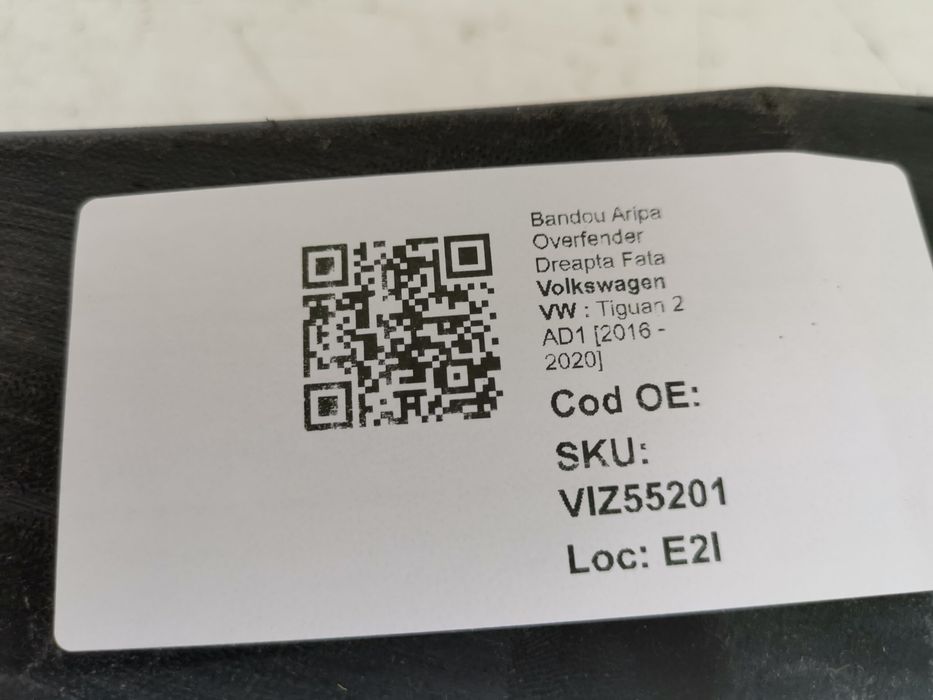 Bandou Aripa
Overfender
Dreapta Fata
Volkswagen
VW : Tiguan 2
AD1 [2016 -
2020]
Cod OE:
SKU:
VIZ55201
Loc: E2I